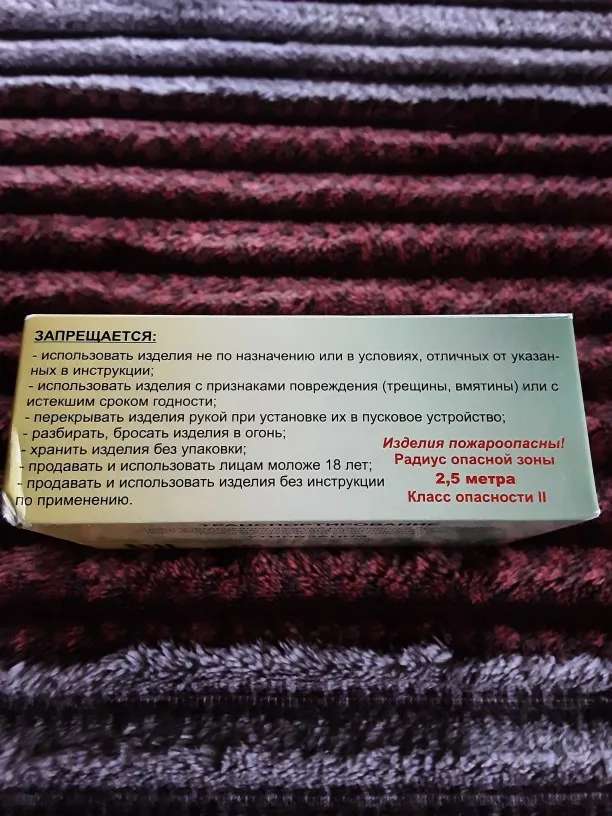 ЗАПРЕЩАЕТСЯ:
- использовать изделия не по назначению или в условиях, отличных от указан-
ных в инструкции;
- использовать изделия с признаками повреждения (трещины, вмятины) или с
истекшим сроком годности;
- перекрывать изделия рукой при установке их в пусковое устройство;
- разбирать, бросать изделия в огонь;
- хранить изделия без упаковки;
- продавать и использовать лицам моложе 18 лет;
- продавать и использовать изделия без инструкции
по применению.
Изделия пожароопасны!
Радиус опасной зоны
2,5 метра
Класс опасности II
ТРАНСПОРТИРОВАНИЕ